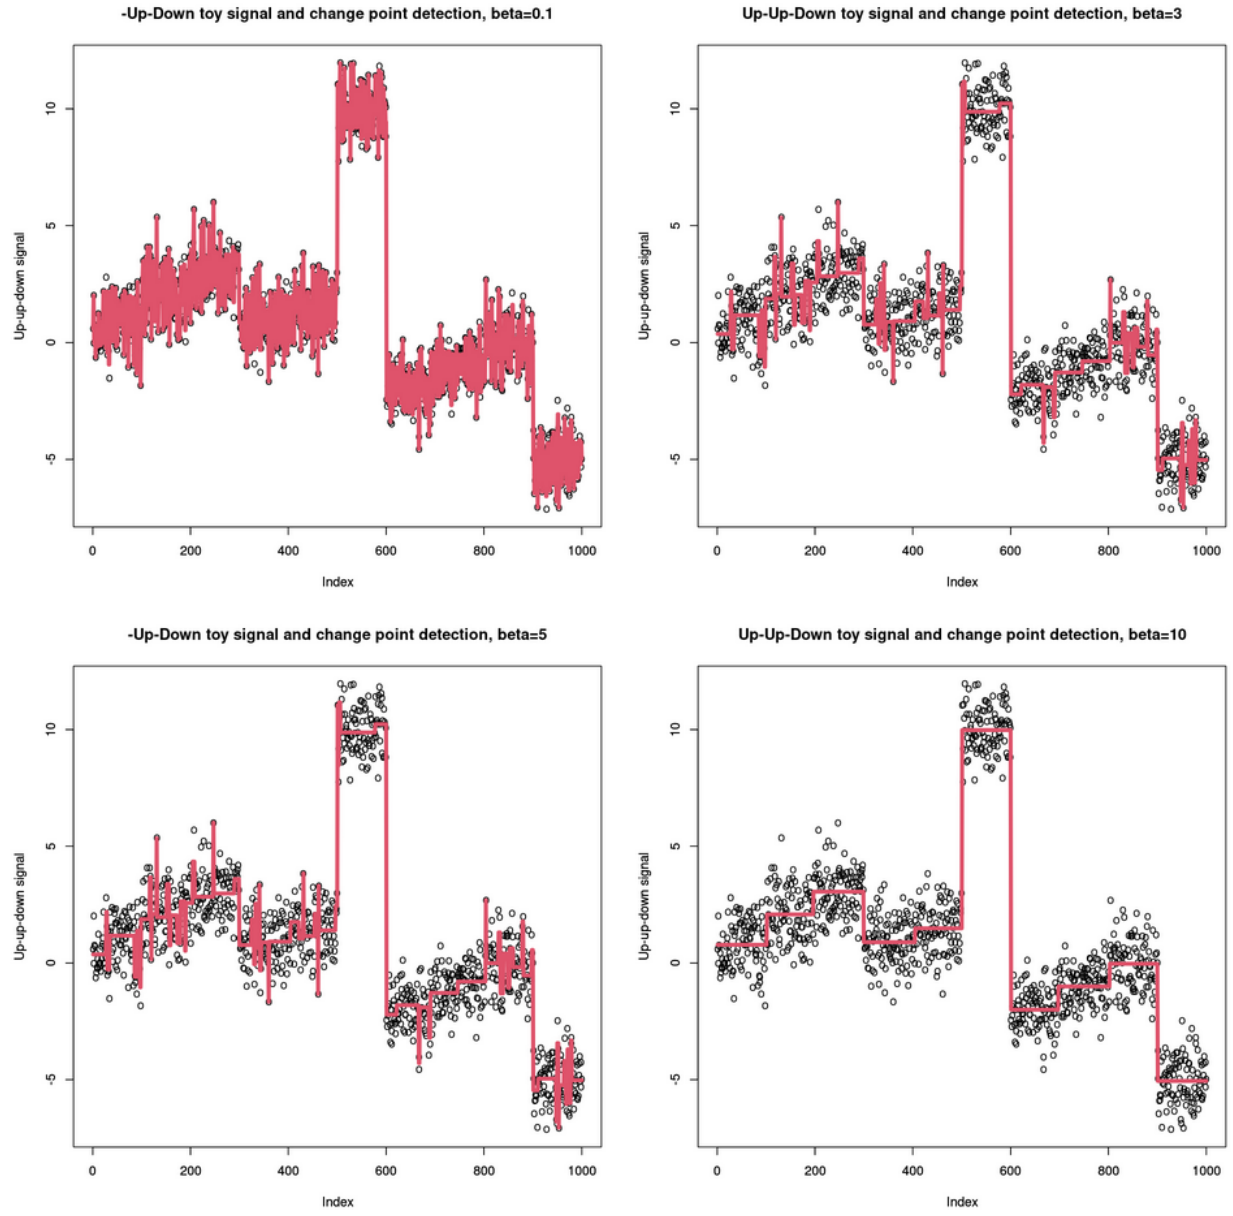 -Up-Down toy signal and change point detection, beta=0.1
Up-up-down signal
10
5
0
-5
0 200 400 600 800 1000
Index
Up-Up-Down toy signal and change point detection, beta=3
Up-up-down signal
10
5
0
-5
0 200 400 600 800 1000
Index
-Up-Down toy signal and change point detection, beta=5
Up-up-down signal
10
5
0
-5
0 200 400 600 800 1000
Index
Up-Up-Down toy signal and change point detection, beta=10
Up-up-down signal
10
5
0
-5
0 200 400 600 800 1000
Index